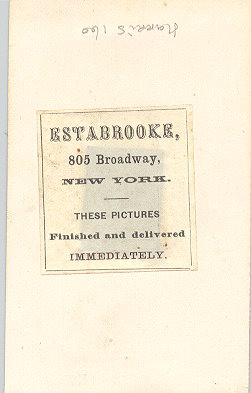 ESTABROOKE,
805 Broadway,
NEW YORK.
THESE PICTURES
Finished and delivered
IMMEDIATELY.